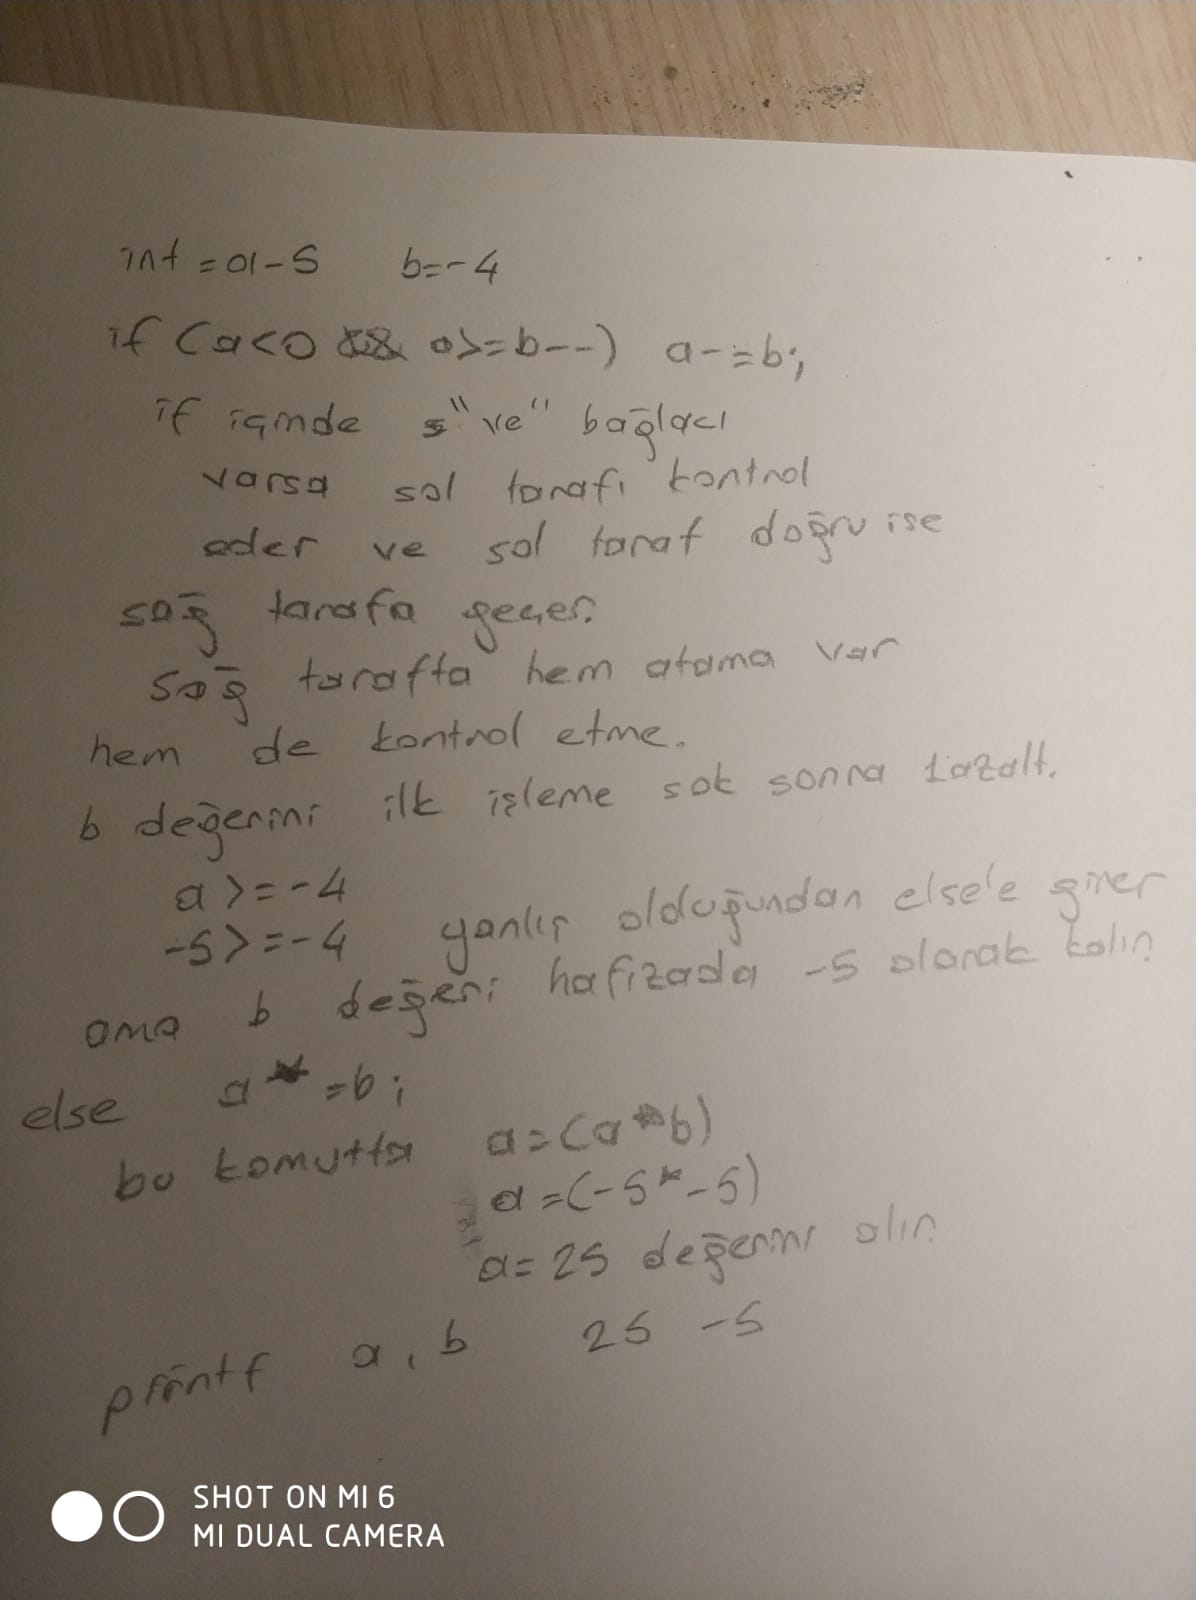 int =a-5 b=-4
if (a<0 && a>=b--) a-=b;
if içinde "ve" bağlacı
varsa sol tarafı kontrol
eder ve sol taraf doğru ise
sağ tarafa geçer.
sağ tarafta hem atama var
hem de kontrol etme.
b değerini ilk işleme sok sonra 1 azalt.
a>=-4
-5>=-4 yanlış olduğundan else'e girer
ama b değeri hafızada -5 olarak kalır
else a*=b;
bu komutta a=(a*b)
a=(-5*-5)
a=25 değerini alır
printf a, b 25 -5
SHOT ON MI 6
MI DUAL CAMERA